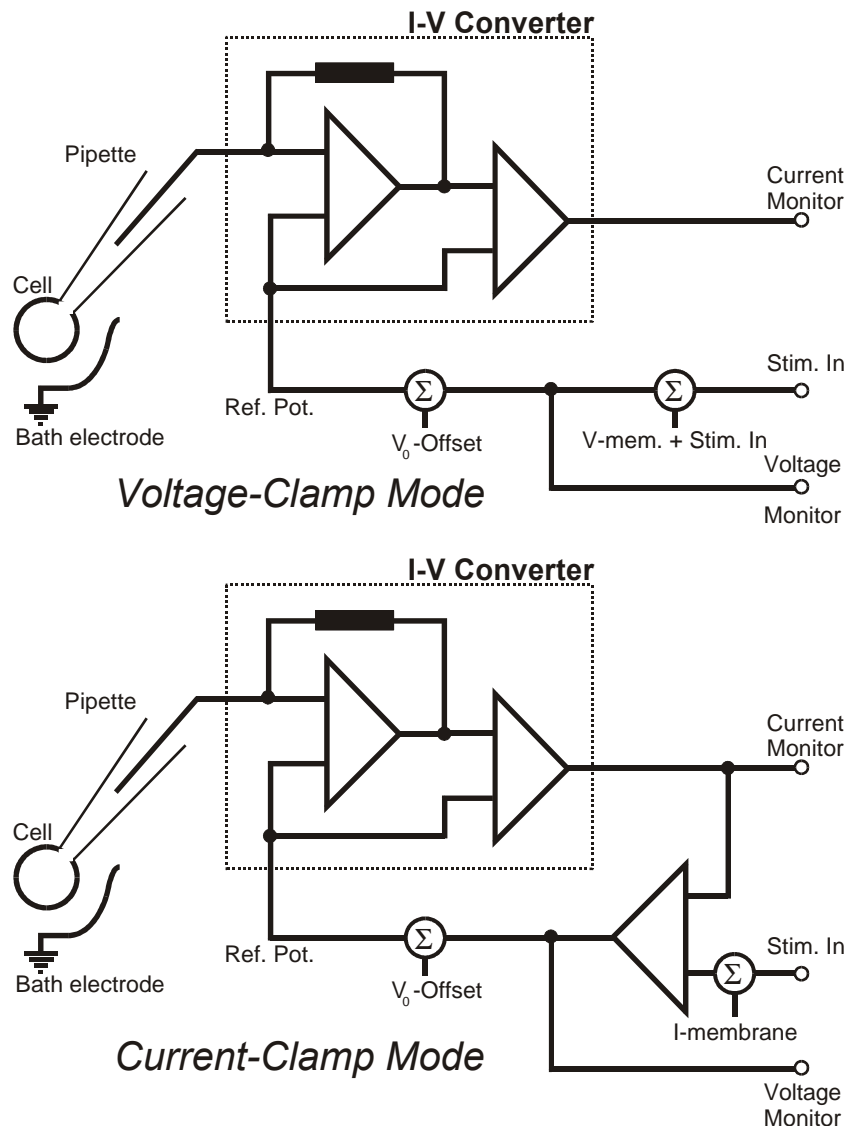 I-V Converter
Pipette
Current
Monitor
Cell
Stim. In
Σ
Σ
Ref. Pot.
Bath electrode
V0-Offset
V-mem. + Stim. In
Voltage
Monitor
Voltage-Clamp Mode
I-V Converter
Pipette
Current
Monitor
Cell
Ref. Pot.
Σ
Stim. In
Σ
Bath electrode
V0-Offset
I-membrane
Current-Clamp Mode
Voltage
Monitor